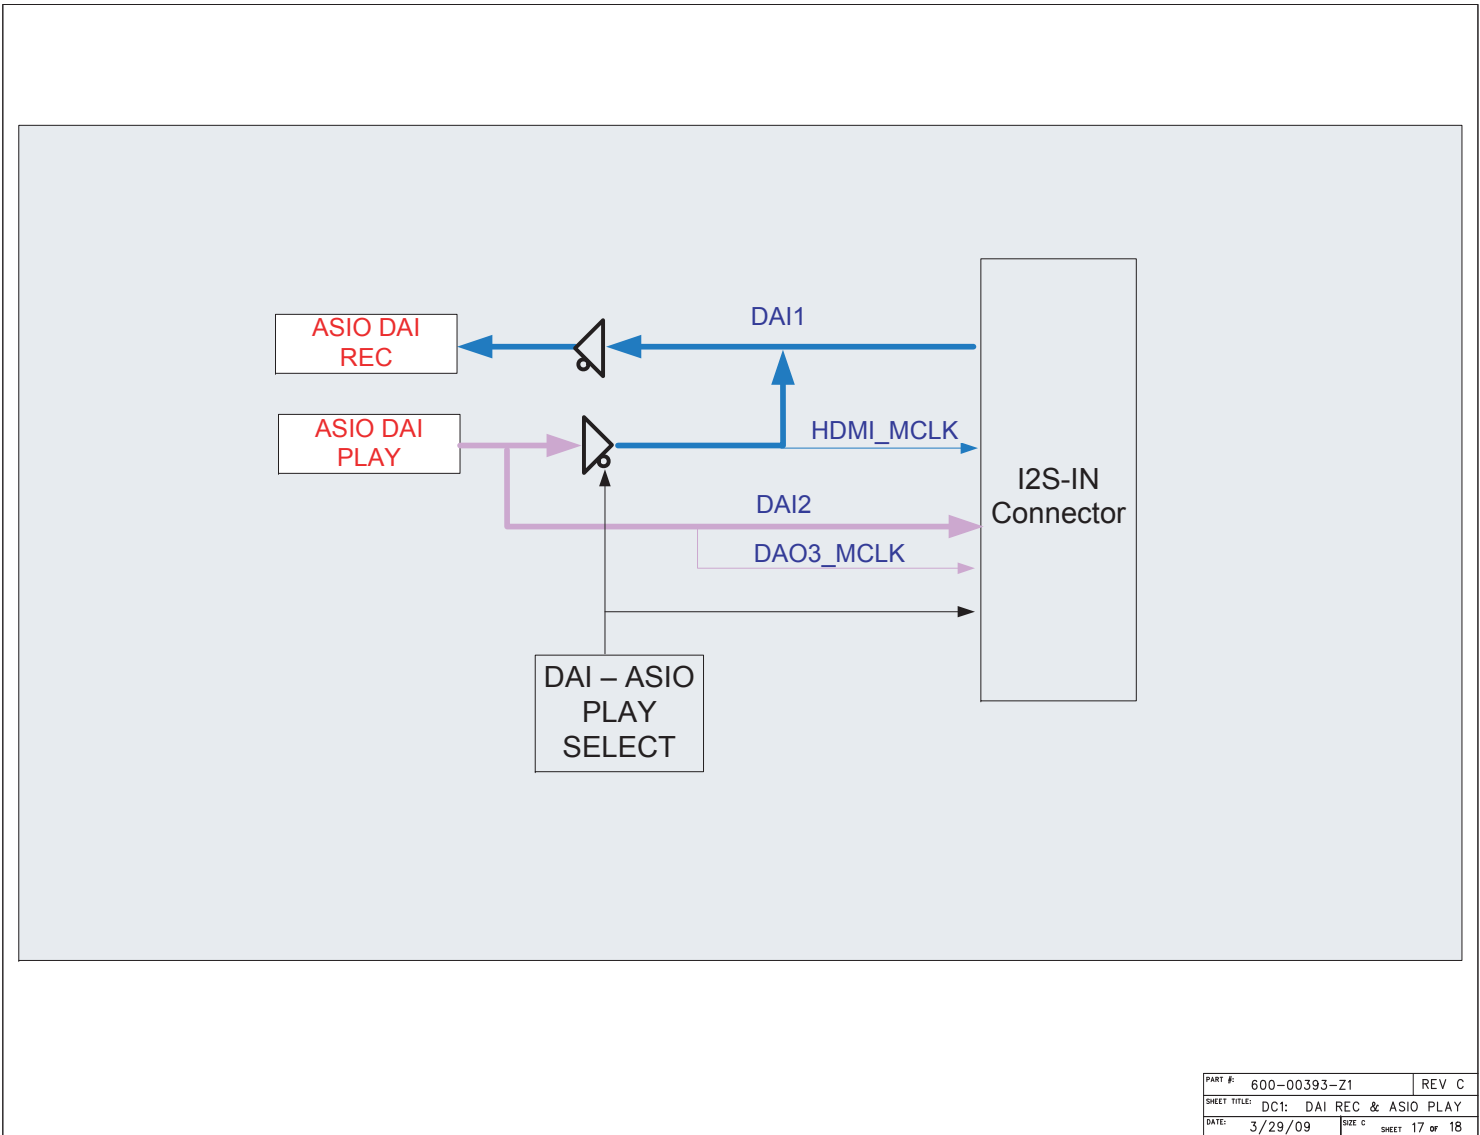 ASIO DAI
REC
DAI1
ASIO DAI
PLAY
HDMI_MCLK
I2S-IN
Connector
DAI2
DAO3_MCLK
DAI – ASIO
PLAY
SELECT
PART #: 600-00393-Z1 REV C
SHEET TITLE: DC1: DAI REC & ASIO PLAY
DATE: 3/29/09 SIZE C SHEET 17 OF 18